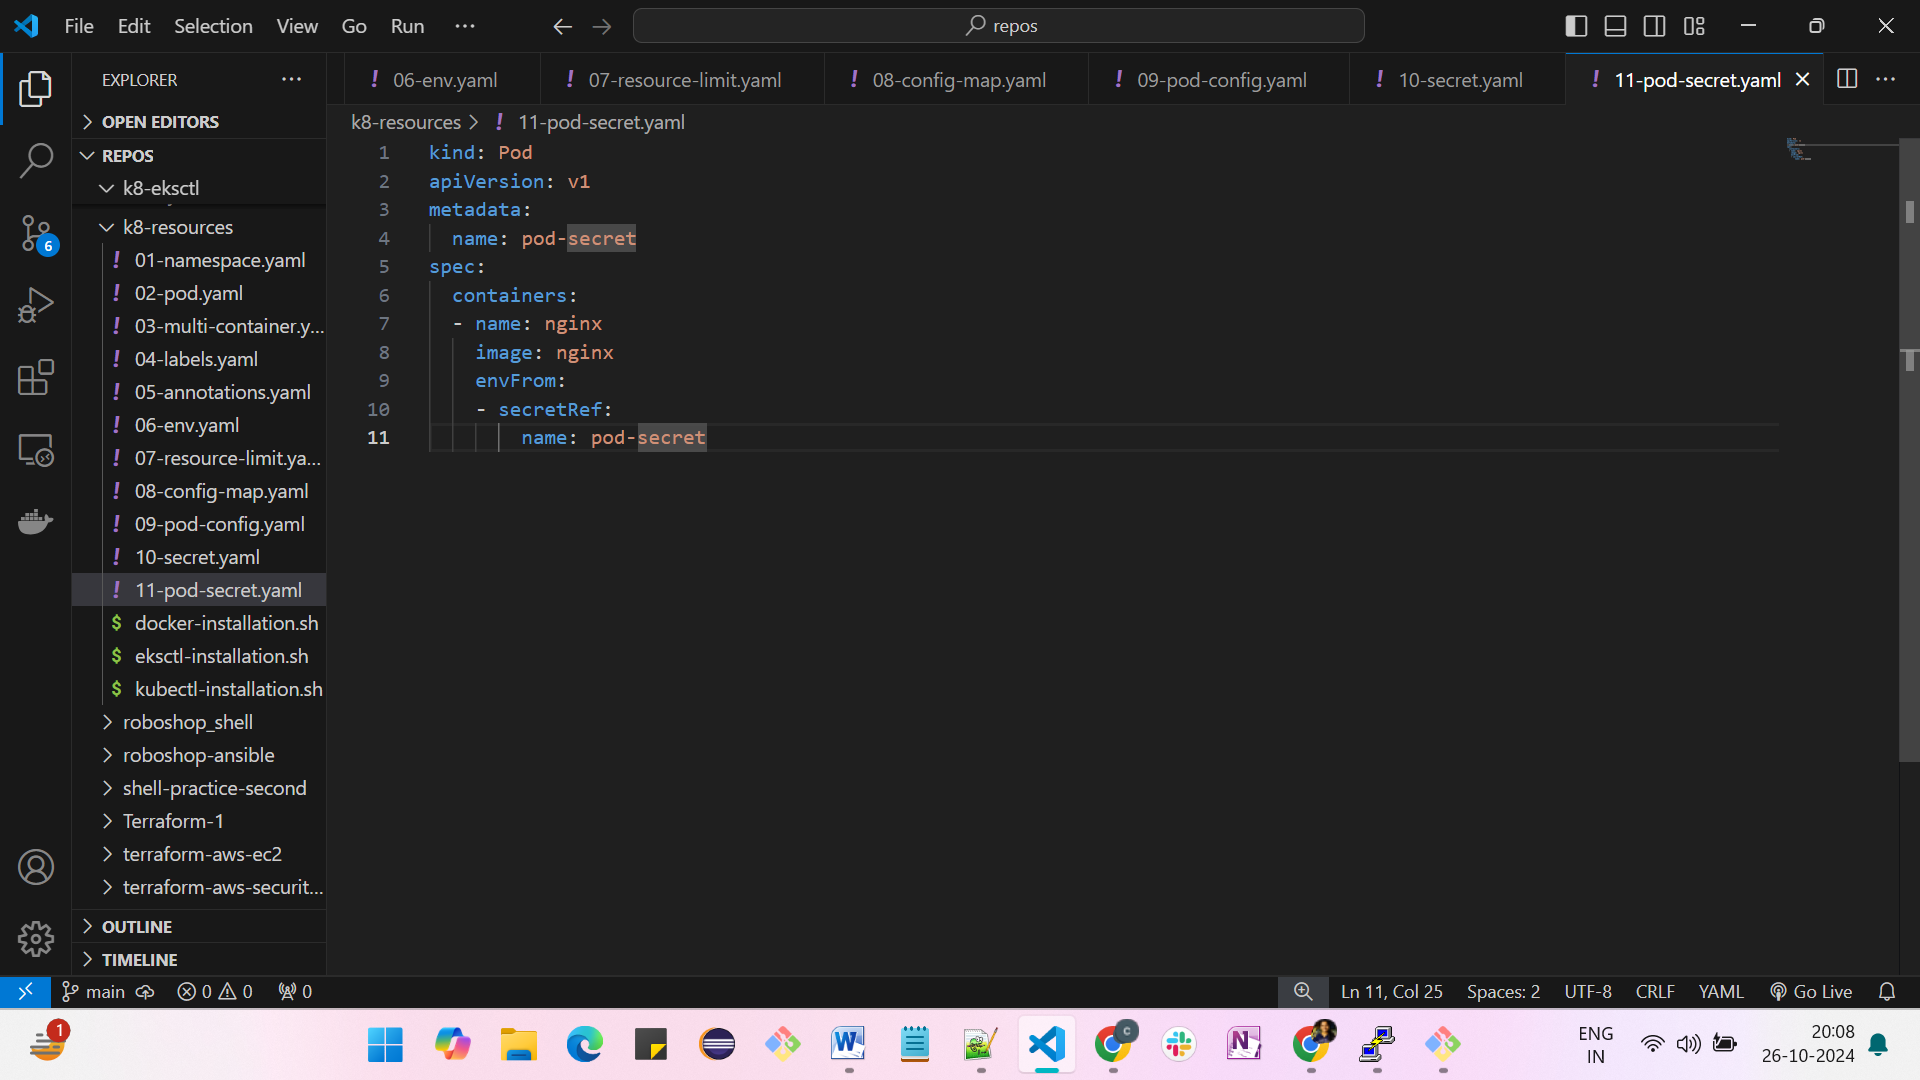 File Edit Selection View Go Run ··· repos
EXPLORER ···
06-env.yaml 07-resource-limit.yaml 08-config-map.yaml 09-pod-config.yaml 10-secret.yaml 11-pod-secret.yaml ···
OPEN EDITORS
REPOS
k8-eksctl
k8-resources
01-namespace.yaml
02-pod.yaml
03-multi-container.y...
04-labels.yaml
05-annotations.yaml
06-env.yaml
07-resource-limit.ya...
08-config-map.yaml
09-pod-config.yaml
10-secret.yaml
11-pod-secret.yaml
$ docker-installation.sh
$ eksctl-installation.sh
$ kubectl-installation.sh
roboshop_shell
roboshop-ansible
shell-practice-second
Terraform-1
terraform-aws-ec2
terraform-aws-securit...
OUTLINE
TIMELINE
6
k8-resources > ! 11-pod-secret.yaml
1 kind: Pod
2 apiVersion: v1
3 metadata:
4   name: pod-secret
5 spec:
6   containers:
7   - name: nginx
8     image: nginx
9     envFrom:
10     - secretRef:
11         name: pod-secret
main 0 0 0 Ln 11, Col 25 Spaces: 2 UTF-8 CRLF YAML Go Live
1
W
N
C
ENG
IN
20:08
26-10-2024